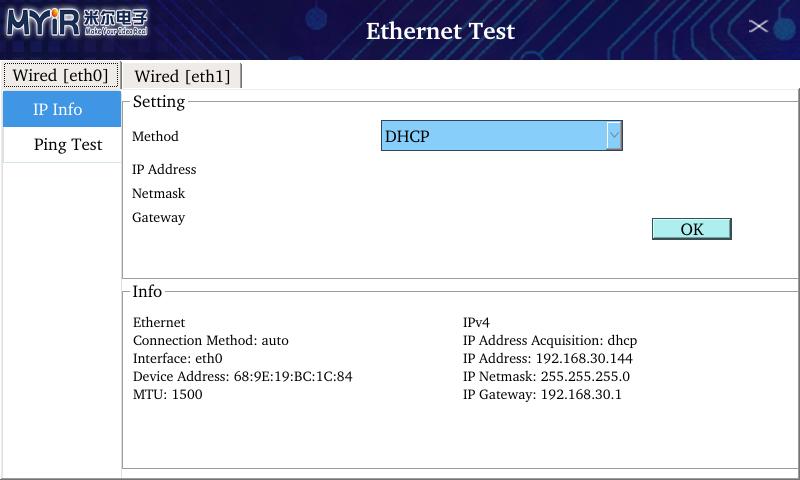 MYiR 米尔电子
Make Your Idea Real
Ethernet Test
Wired [eth0]
Wired [eth1]
IP Info
Ping Test
Setting
Method
DHCP
IP Address
Netmask
Gateway
OK
Info
Ethernet
Connection Method: auto
Interface: eth0
Device Address: 68:9E:19:BC:1C:84
MTU: 1500
IPv4
IP Address Acquisition: dhcp
IP Address: 192.168.30.144
IP Netmask: 255.255.255.0
IP Gateway: 192.168.30.1